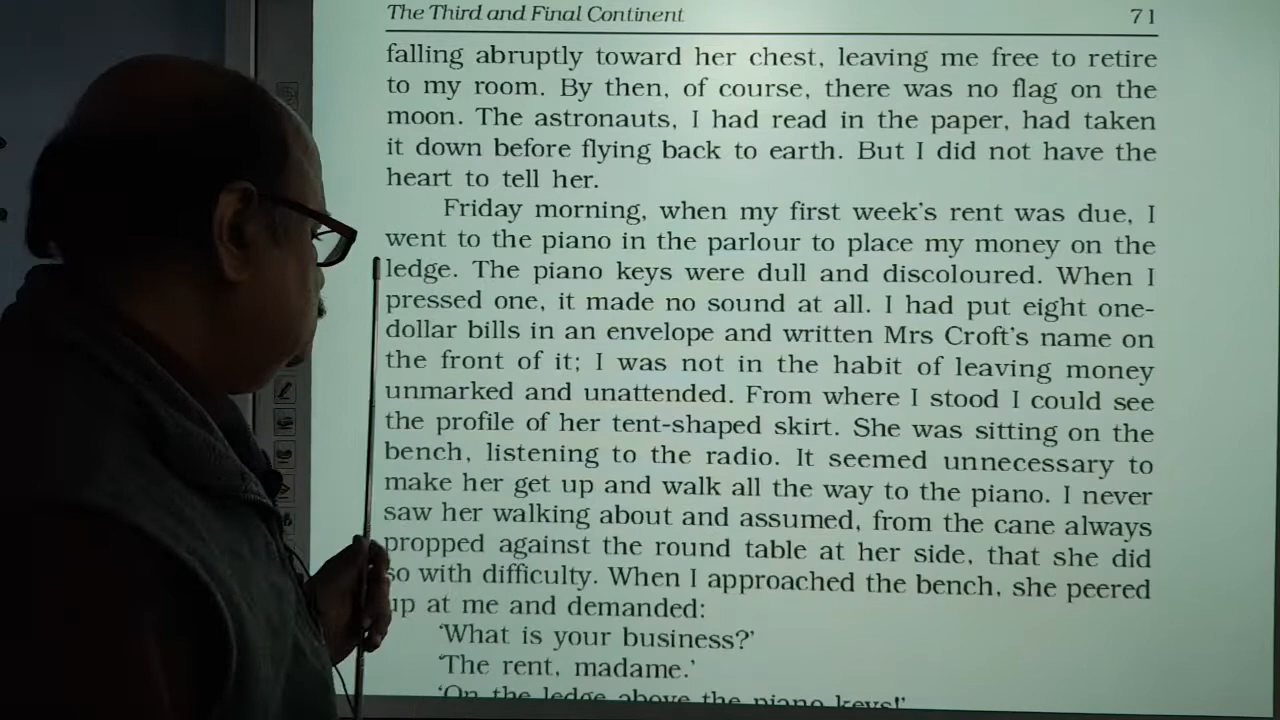 The Third and Final Continent 71
falling abruptly toward her chest, leaving me free to retire
to my room. By then, of course, there was no flag on the
moon. The astronauts, I had read in the paper, had taken
it down before flying back to earth. But I did not have the
heart to tell her.
Friday morning, when my first week's rent was due, I
went to the piano in the parlour to place my money on the
ledge. The piano keys were dull and discoloured. When I
pressed one, it made no sound at all. I had put eight one-
dollar bills in an envelope and written Mrs Croft's name on
the front of it; I was not in the habit of leaving money
unmarked and unattended. From where I stood I could see
the profile of her tent-shaped skirt. She was sitting on the
bench, listening to the radio. It seemed unnecessary to
make her get up and walk all the way to the piano. I never
saw her walking about and assumed, from the cane always
propped against the round table at her side, that she did
so with difficulty. When I approached the bench, she peered
up at me and demanded:
‘What is your business?’
‘The rent, madame.’
‘On the ledge above the piano keys!’